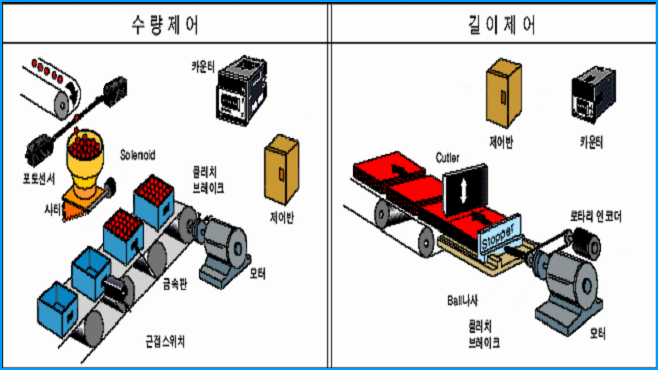 수량제어
길이제어
카운터
포토센서
Solenoid
클러치
브레이크
제어반
모터
금속판
근접스위치
제어반
카운터
Cutler
로타리 엔코더
Stopper
Ball나사
클러치
브레이크
모터